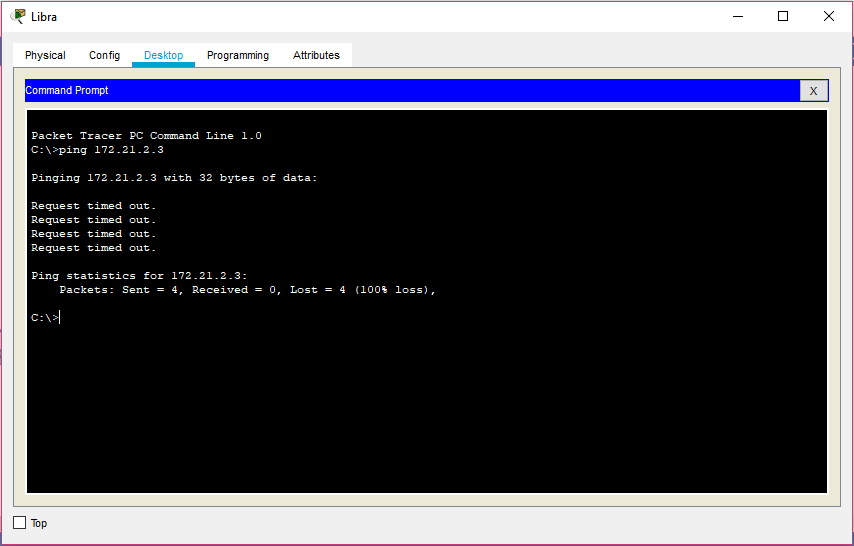 Libra
Physical Config Desktop Programming Attributes
Command Prompt
X
Packet Tracer PC Command Line 1.0
C:\>ping 172.21.2.3
Pinging 172.21.2.3 with 32 bytes of data:
Request timed out.
Request timed out.
Request timed out.
Request timed out.
Ping statistics for 172.21.2.3:
    Packets: Sent = 4, Received = 0, Lost = 4 (100% loss),
C:\>
Top